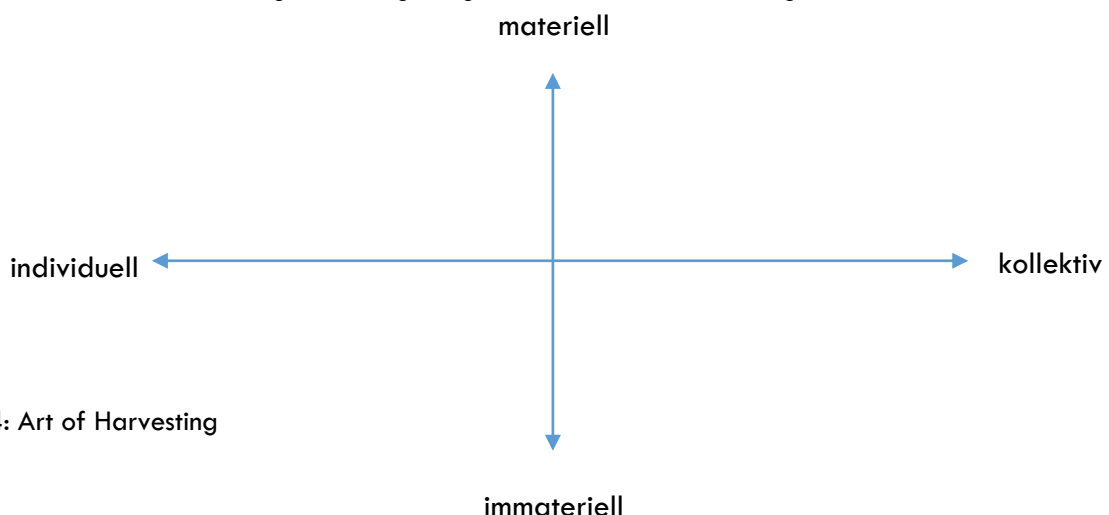 materiell
individuell
kollektiv
: Art of Harvesting
immateriell